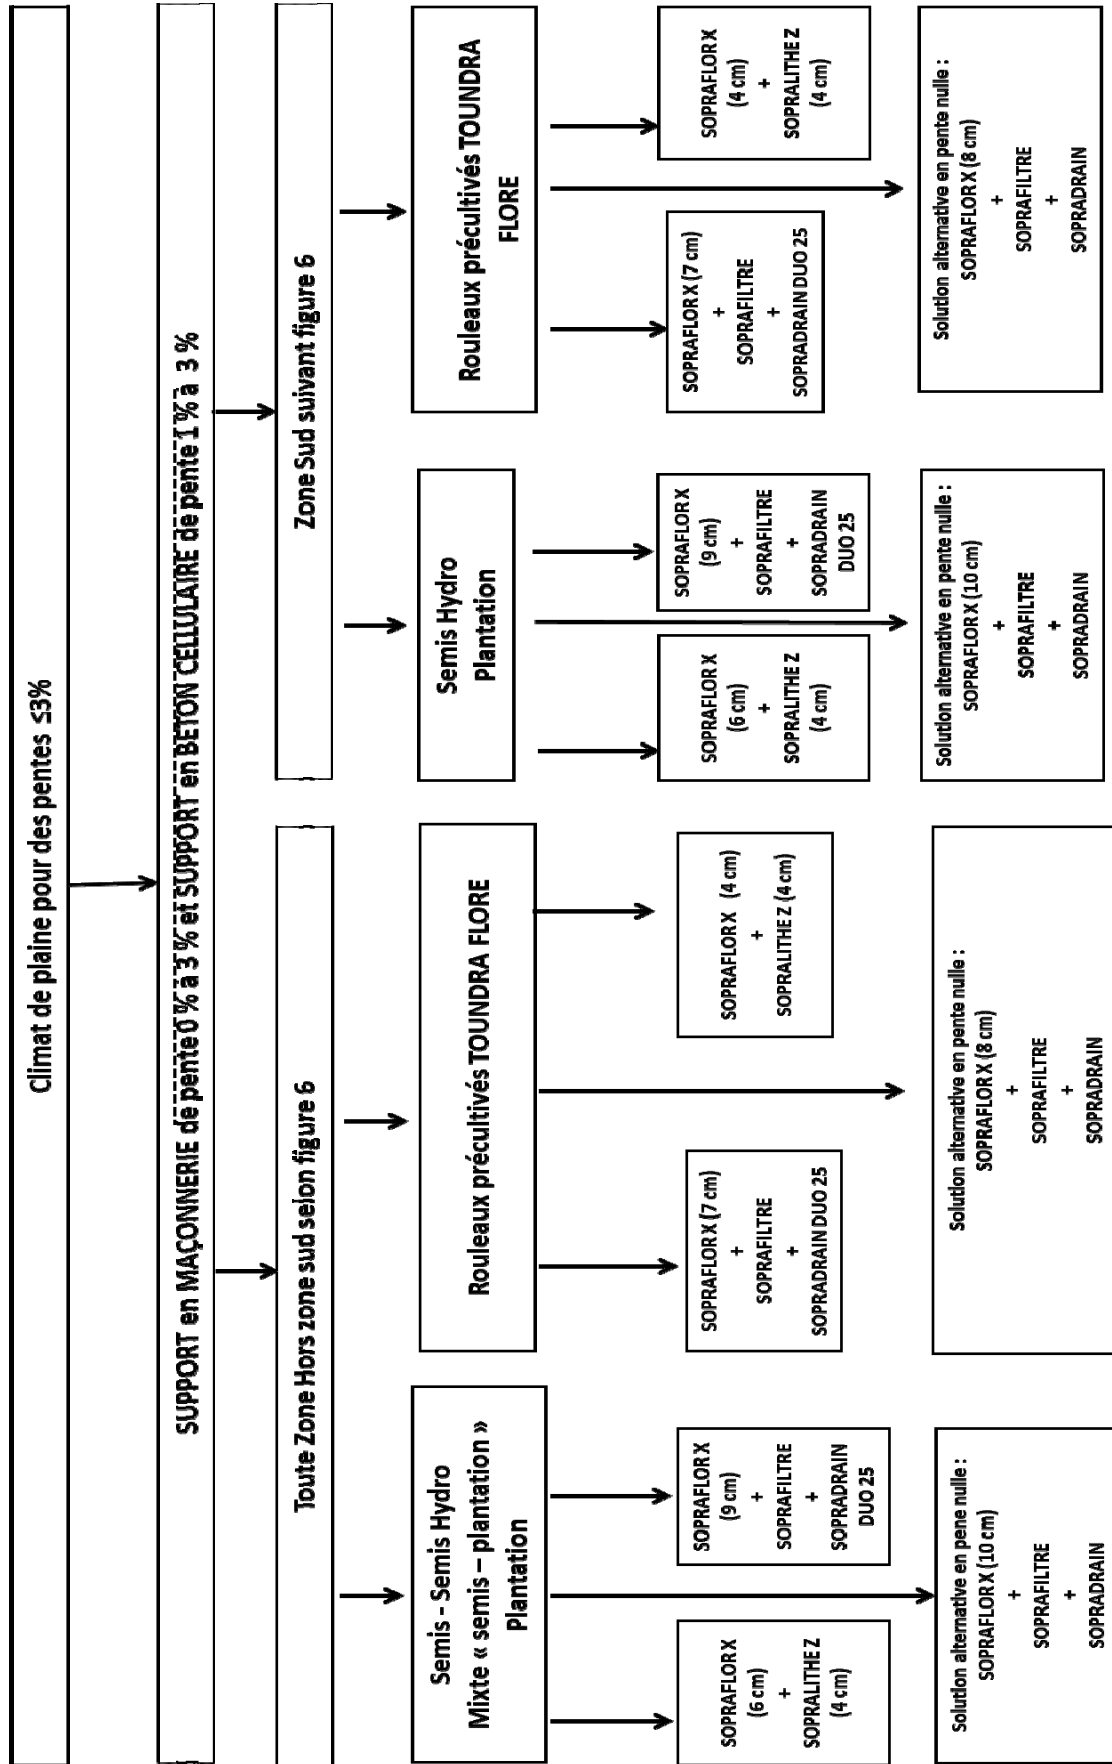 Climat de plaine pour des pentes ≤3%
SUPPORT en MAÇONNERIE de pente 0 % à 3 % et SUPPORT en BETON CELLULAIRE de pente 1 % à 3 %
Toute Zone Hors zone sud selon figure 6
Zone Sud suivant figure 6
Semis - Semis Hydro
Mixte « semis – plantation »
Plantation
Rouleaux précultivés TOUNDRA FLORE
Semis Hydro
Plantation
Rouleaux précultivés TOUNDRA
FLORE
SOPRAFLOR X
(6 cm)
+
SOPRALITHE Z
(4 cm)
SOPRAFLOR X
(9 cm)
+
SOPRAFILTRE
+
SOPRADRAIN
DUO 25
SOPRAFLOR X (7 cm)
+
SOPRAFILTRE
+
SOPRADRAIN DUO 25
SOPRAFLOR X (4 cm)
+
SOPRALITHE Z (4 cm)
SOPRAFLOR X
(6 cm)
+
SOPRALITHE Z
(4 cm)
SOPRAFLOR X
(9 cm)
+
SOPRAFILTRE
+
SOPRADRAIN
DUO 25
SOPRAFLOR X (7 cm)
+
SOPRAFILTRE
+
SOPRADRAIN DUO 25
SOPRAFLOR X
(4 cm)
+
SOPRALITHE Z
(4 cm)
Solution alternative en pene nulle :
SOPRAFLOR X (10 cm)
+
SOPRAFILTRE
+
SOPRADRAIN
Solution alternative en pente nulle :
SOPRAFLOR X (8 cm)
+
SOPRAFILTRE
+
SOPRADRAIN
Solution alternative en pente nulle :
SOPRAFLOR X (10 cm)
+
SOPRAFILTRE
+
SOPRADRAIN
Solution alternative en pente nulle :
SOPRAFLOR X (8 cm)
+
SOPRAFILTRE
+
SOPRADRAIN